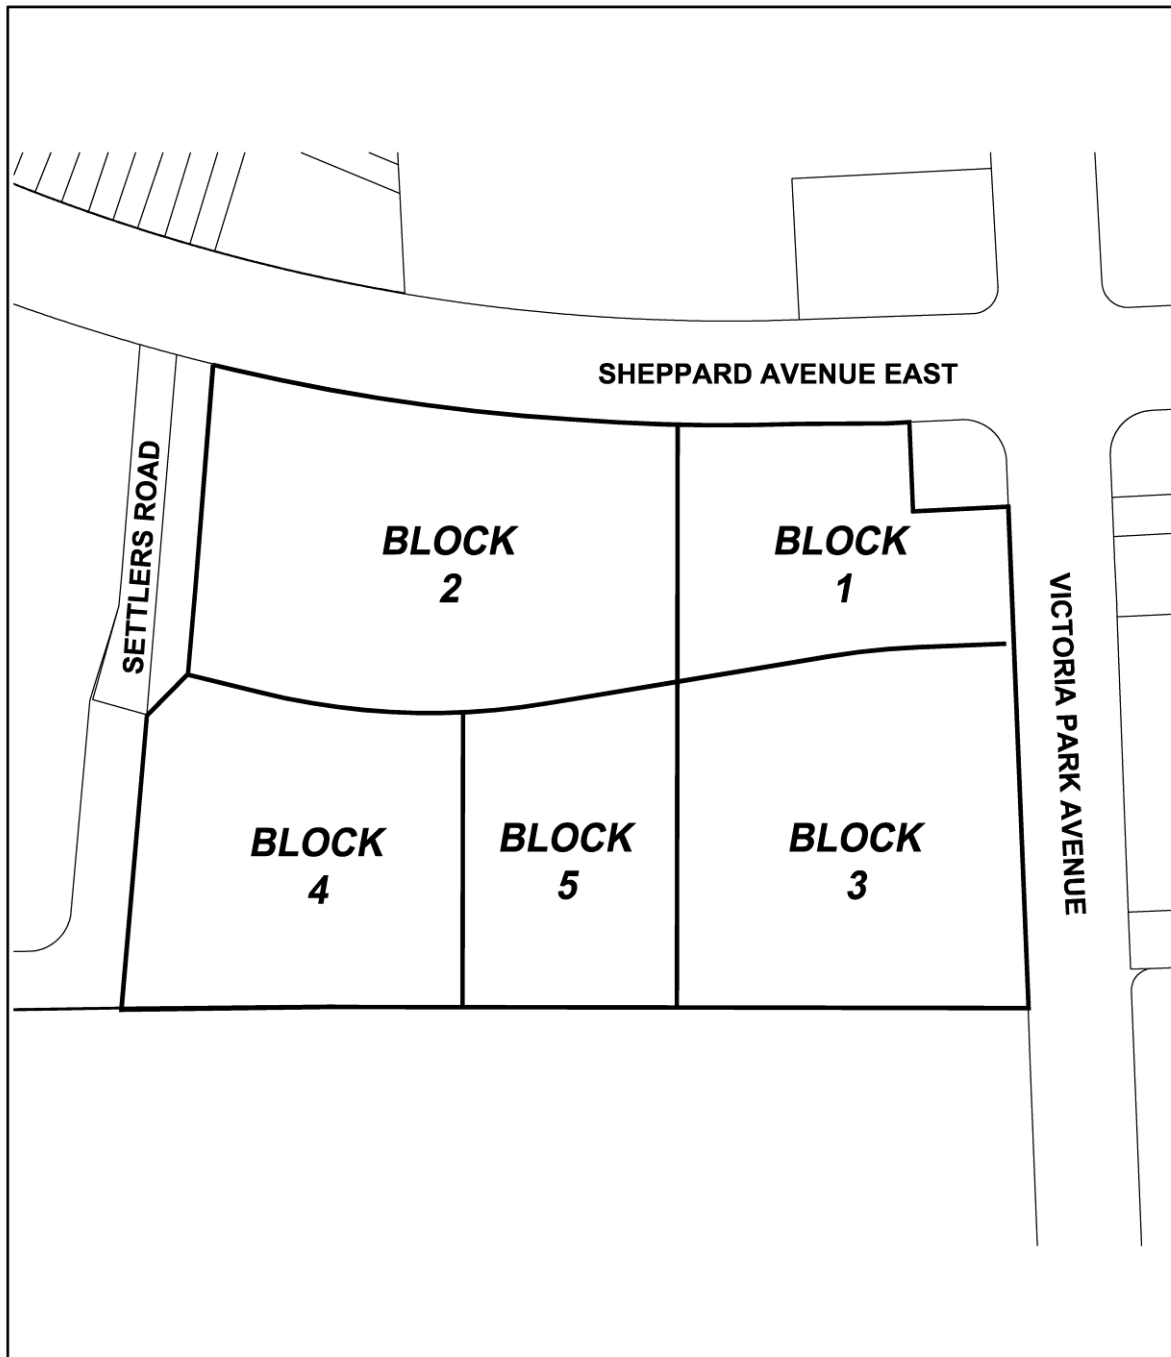 SHEPPARD AVENUE EAST
SETTLERS ROAD
BLOCK
2
BLOCK
1
VICTORIA PARK AVENUE
BLOCK
4
BLOCK
5
BLOCK
3